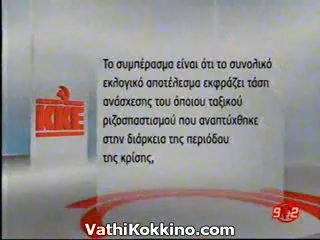 KKE
Το συμπέρασμα είναι ότι το συνολικό
εκλογικό αποτέλεσμα εκφράζει τάση
ανάσχεσης του όποιου ταξικού
ριζοσπαστισμού που αναπτύχθηκε
στην διάρκεια της περιόδου
της κρίσης,
902
VathiKokkino.com